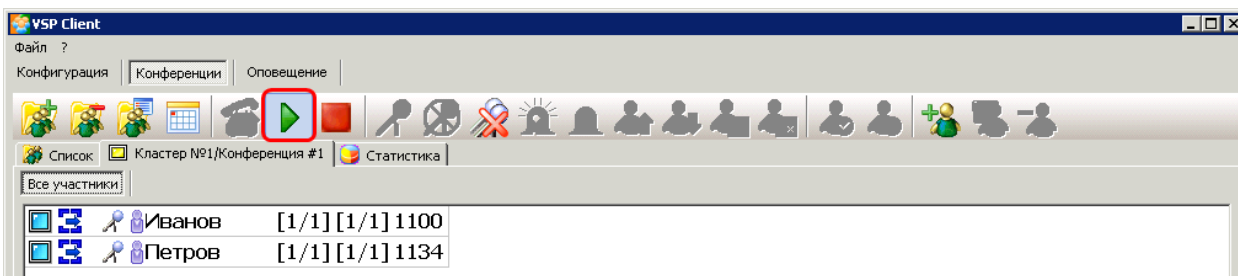 VSP Client
Файл ?
Конфигурация Конференции Оповещение
Список Кластер №1/Конференция #1 Статистика
Все участники
Иванов [1/1] [1/1] 1100
Петров [1/1] [1/1] 1134